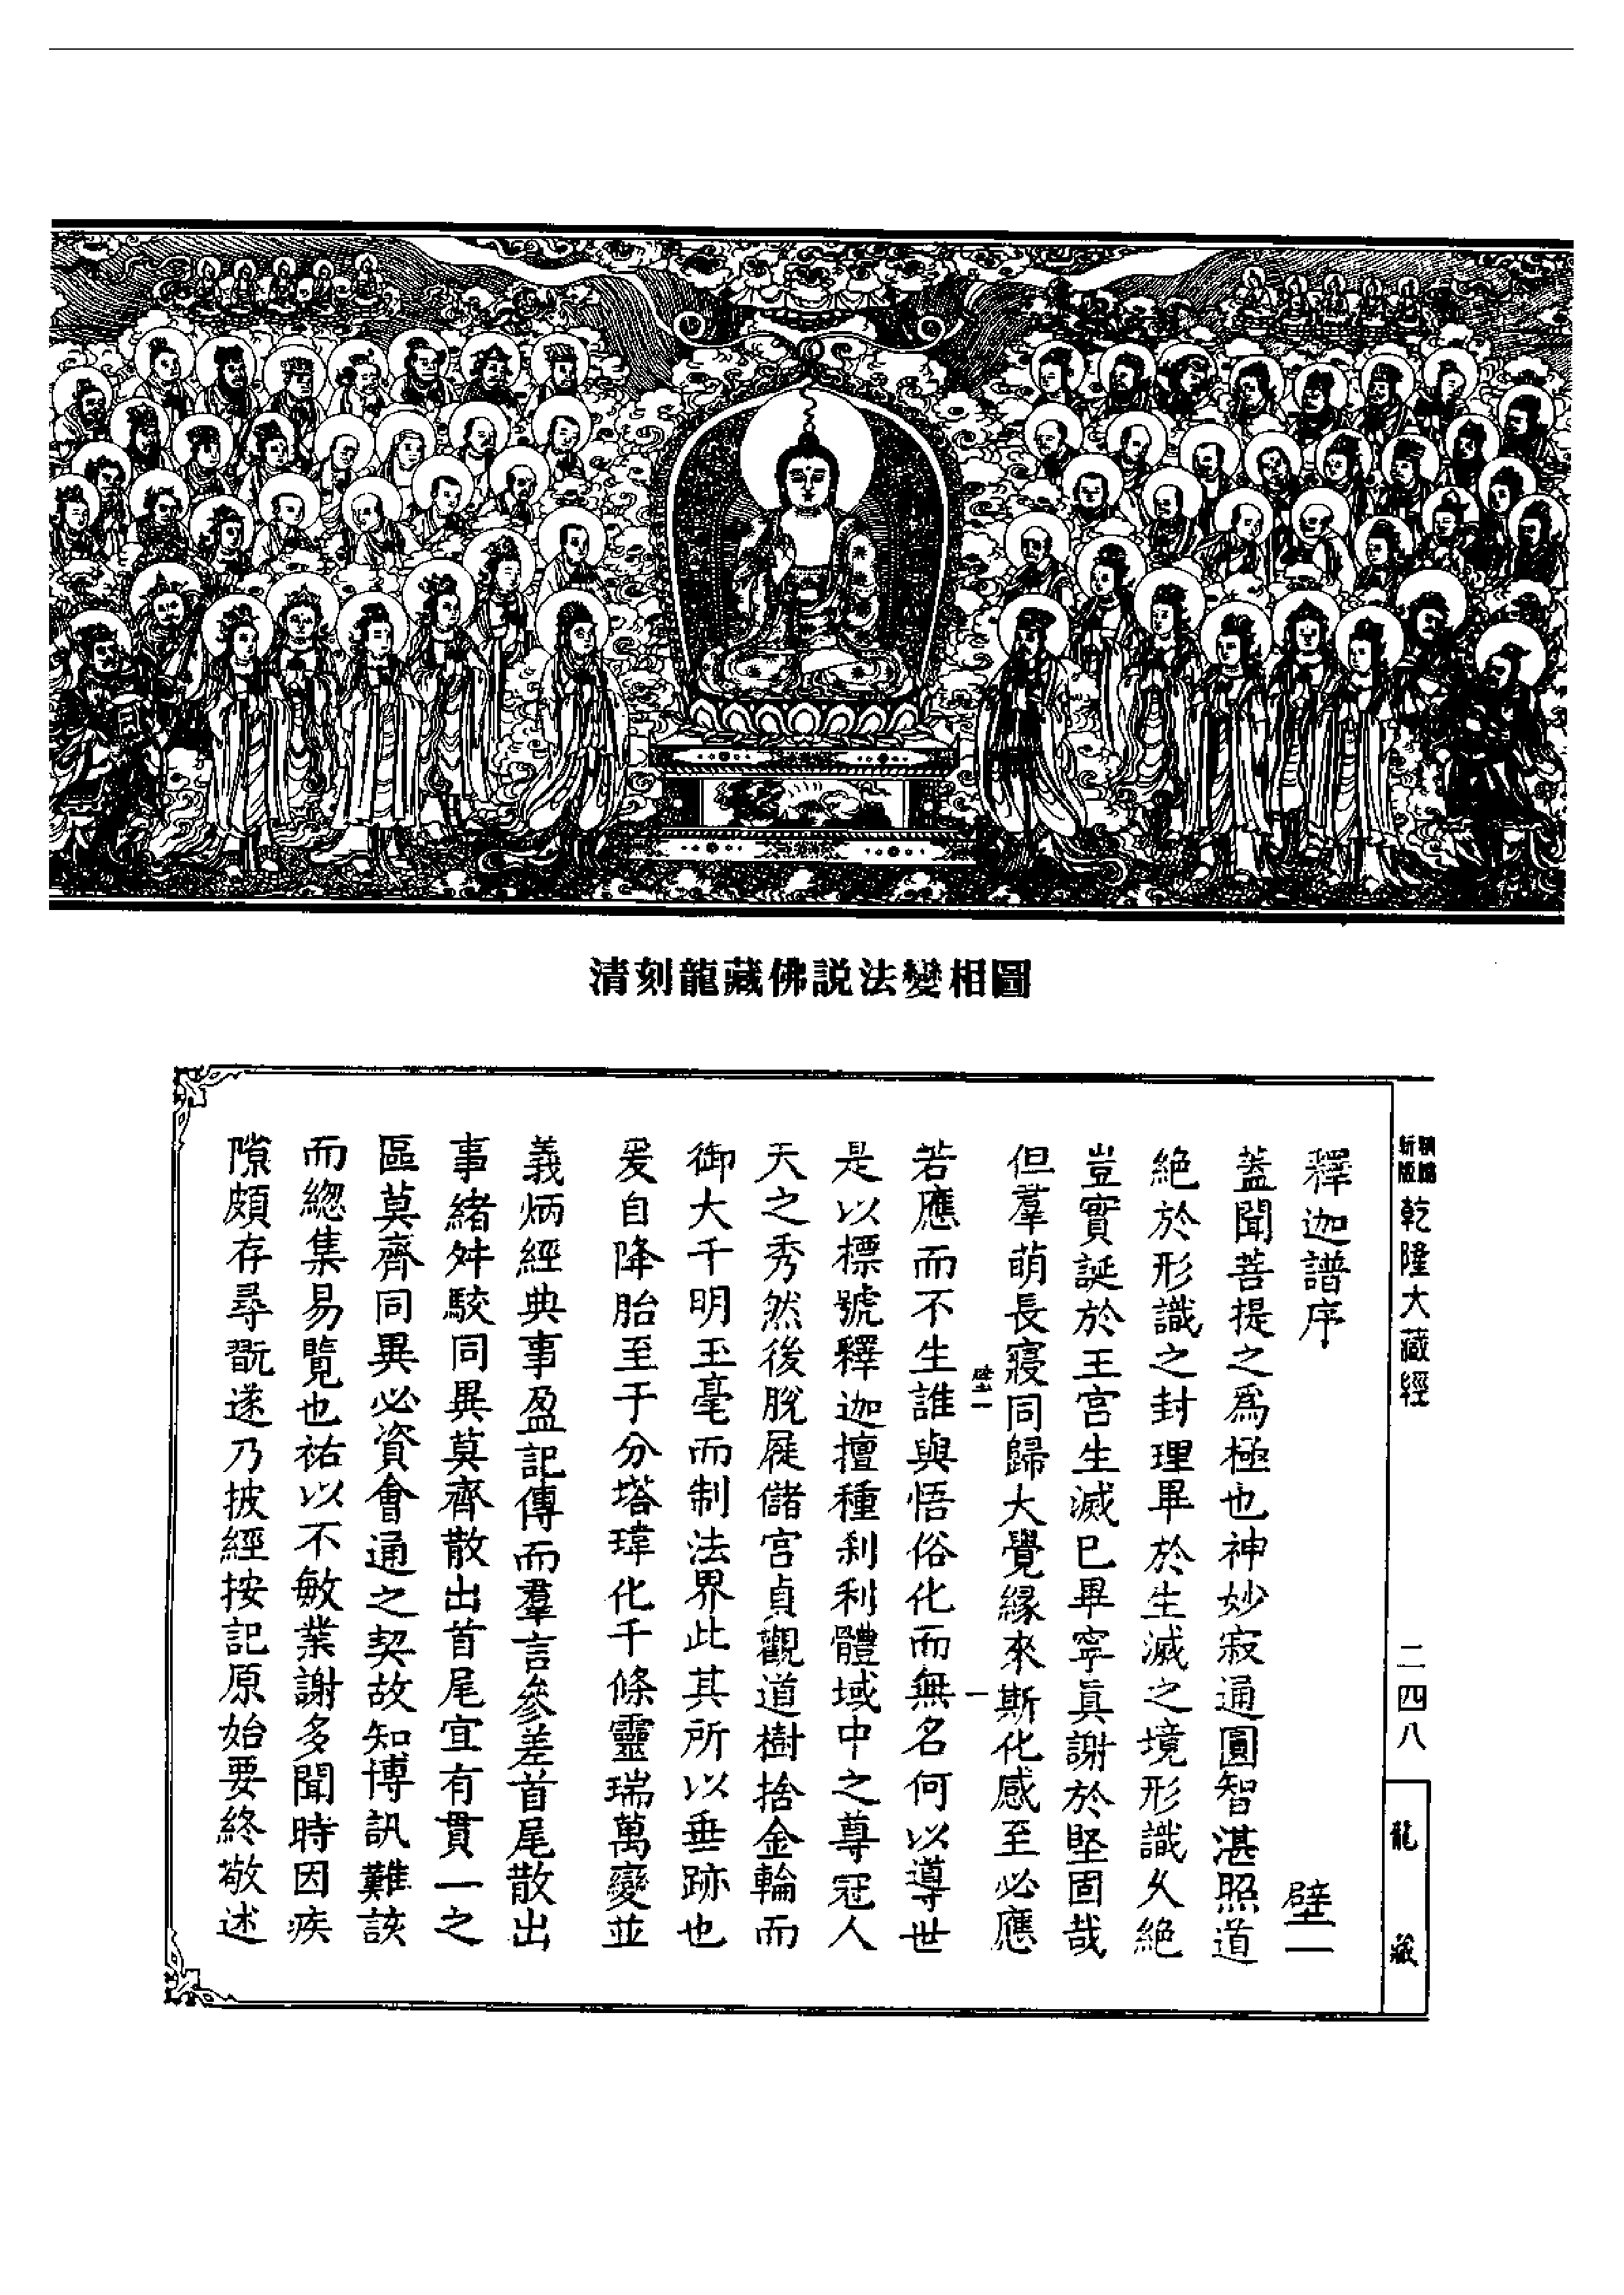 清刻龍藏佛説法變相圖
新版
乾隆大藏經
二四八
龍藏
釋迦譜序
壁一
蓋聞菩提之爲極也神妙寂通圓智湛照道
絶於形識之封理畢於生滅之境形識久絶
豈實誕於王宮生滅已畢寧眞謝於堅固哉
但羣萌長寢同歸大覺緣來斯化感至必應
壁一
一
若應而不生誰與悟俗化而無名何以導世
是以標號釋迦擅種刹利體域中之尊冠人
天之秀然後脫屣儲宮貞觀道樹捨金輪而
御大千明玉毫而制法界此其所以垂跡也
爰自降胎至于分塔瑋化千條靈瑞萬變並
義炳經典事盈記傳而羣言參差首尾散出
事緒舛駁同異莫齊散出首尾宜有貫一之
區莫齊同異必資會通之契故知博訊難該
而緫集易覽也祐以不敏業謝多聞時因疾
隙頗存尋翫遂乃披經按記原始要終敬述